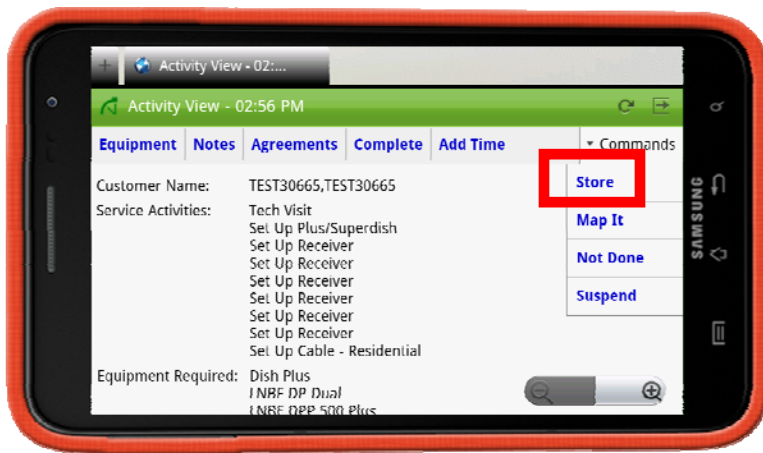 + Activity View - 02:...
Activity View - 02:56 PM
Equipment Notes Agreements Complete Add Time Commands
Customer Name: TEST30665,TEST30665
Store
Service Activities: Tech Visit
Set Up Plus/Superdish
Map It
Set Up Receiver
Set Up Receiver
Not Done
Set Up Receiver
Set Up Receiver
Suspend
Set Up Receiver
Set Up Receiver
Set Up Cable - Residential
Equipment Required: Dish Plus
LNBF DP Dual
LNBF DPP 500 Plus
SAMSUNG